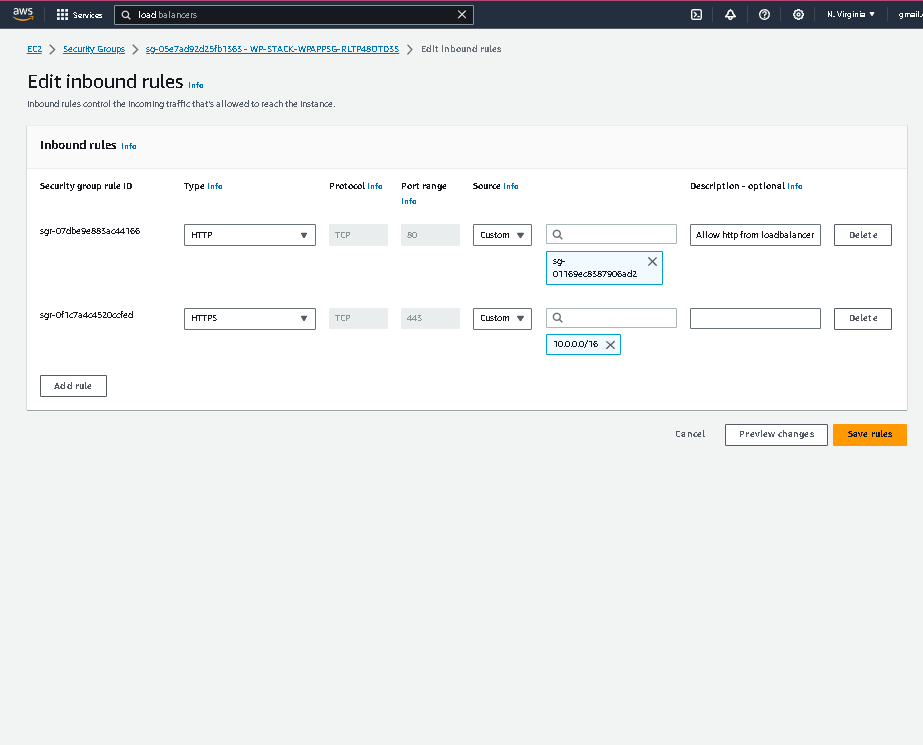 aws
Services
load balancers
N. Virginia
gmail.
EC2
Security Groups
sg-05e7ad92d25fb1363 - WP-STACK-WPAPPSG-RLTP48OTD3S
Edit inbound rules
Edit inbound rules Info
Inbound rules control the incoming traffic that's allowed to reach the instance.
Inbound rules Info
Security group rule ID
Type Info
Protocol Info
Port range
Info
Source Info
Description - optional Info
sgr-07dbe9e883ac44166
HTTP
TCP
80
Custom
Allow http from loadbalancer
Delete
sg-
01169ec8387906ad2
sgr-0f1c7a4c4520ccfed
HTTPS
TCP
443
Custom
Delete
10.0.0.0/16
Add rule
Cancel
Preview changes
Save rules